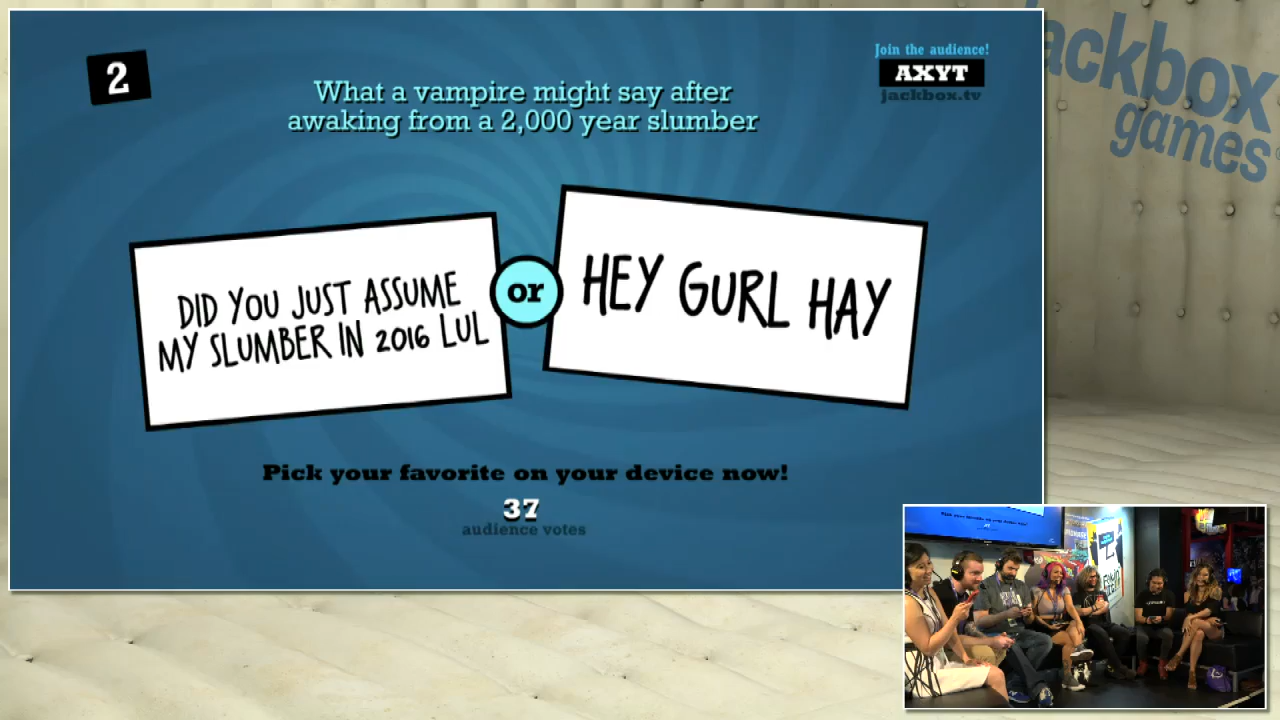 2
What a vampire might say after
awaking from a 2,000 year slumber
Join the audience!
AXYT
jackbox.tv
DID YOU JUST ASSUME
MY SLUMBER IN 2016 LUL
or
HEY GURL HAY
Pick your favorite on your device now!
37
audience votes
jackbox
games